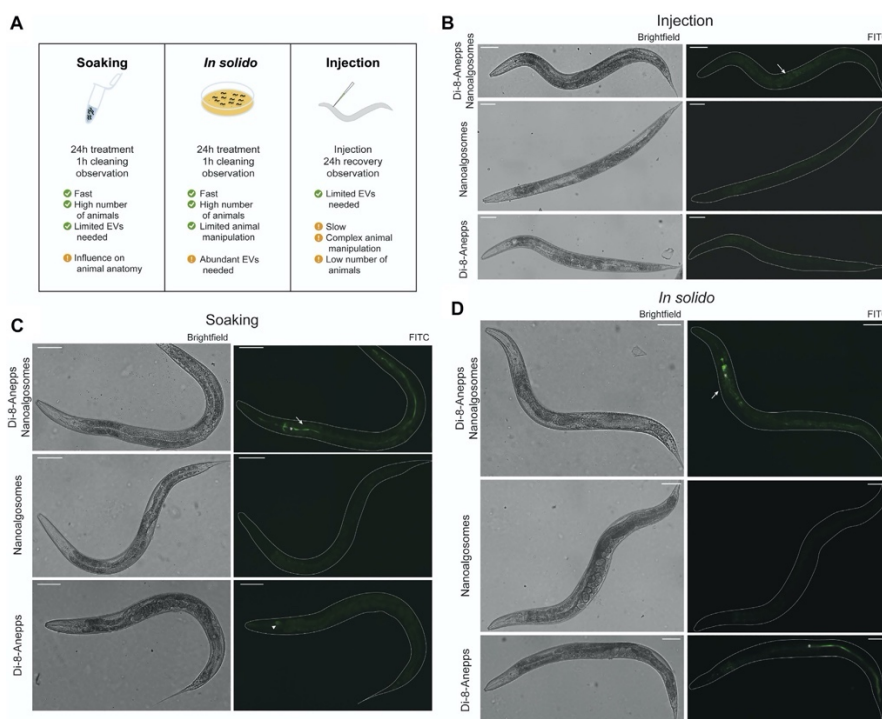 A
Soaking
24h treatment
1h cleaning
observation
Fast
High number
of animals
Limited EVs
needed
Influence on
animal anatomy
In solido
24h treatment
1h cleaning
observation
Fast
High number
of animals
Limited animal
manipulation
Abundant EVs
needed
Injection
Injection
24h recovery
observation
Limited EVs
needed
Slow
Complex animal
manipulation
Low number of
animals
B
Injection
Brightfield
FIT
Di-8-Anepps
Nanoalgosomes
Nanoalgosomes
Di-8-Anepps
C
Soaking
Brightfield
FITC
Di-8-Anepps
Nanoalgosomes
Nanoalgosomes
Di-8-Anepps
D
In solido
Brightfield
FIT
Di-8-Anepps
Nanoalgosomes
Nanoalgosomes
Di-8-Anepps